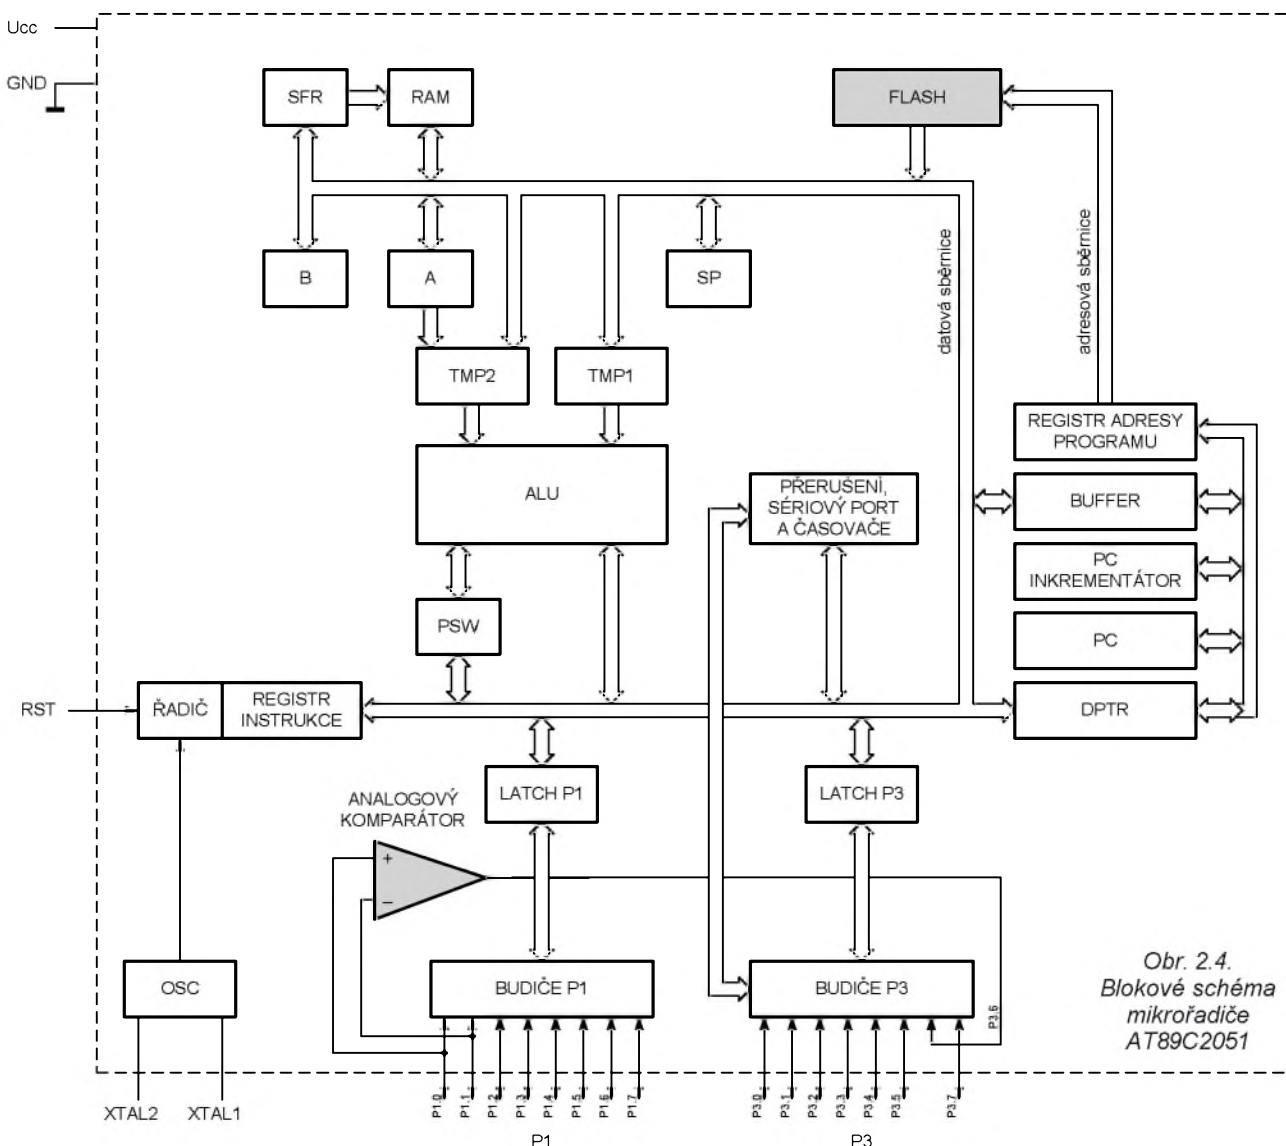 Ucc
GND
SFR
RAM
FLASH
B
A
SP
datová sběrnice
adresová sběrnice
TMP2
TMP1
REGISTR ADRESY
PROGRAMU
ALU
PŘERUŠENÍ,
SÉRIOVÝ PORT
A ČASOVAČE
BUFFER
PC
INKREMENTÁTOR
PSW
PC
RST
ŘADIČ
REGISTR
INSTRUKCE
DPTR
LATCH P1
LATCH P3
ANALOGOVÝ
KOMPARÁTOR
+
−
OSC
BUDIČE P1
BUDIČE P3
P3.6
Obr. 2.4.
Blokové schéma
mikrořadiče
AT89C2051
XTAL2
XTAL1
P1.0
P1.1
P1.2
P1.3
P1.4
P1.5
P1.6
P1.7
P3.0
P3.1
P3.2
P3.3
P3.4
P3.5
P3.7
P1
P3